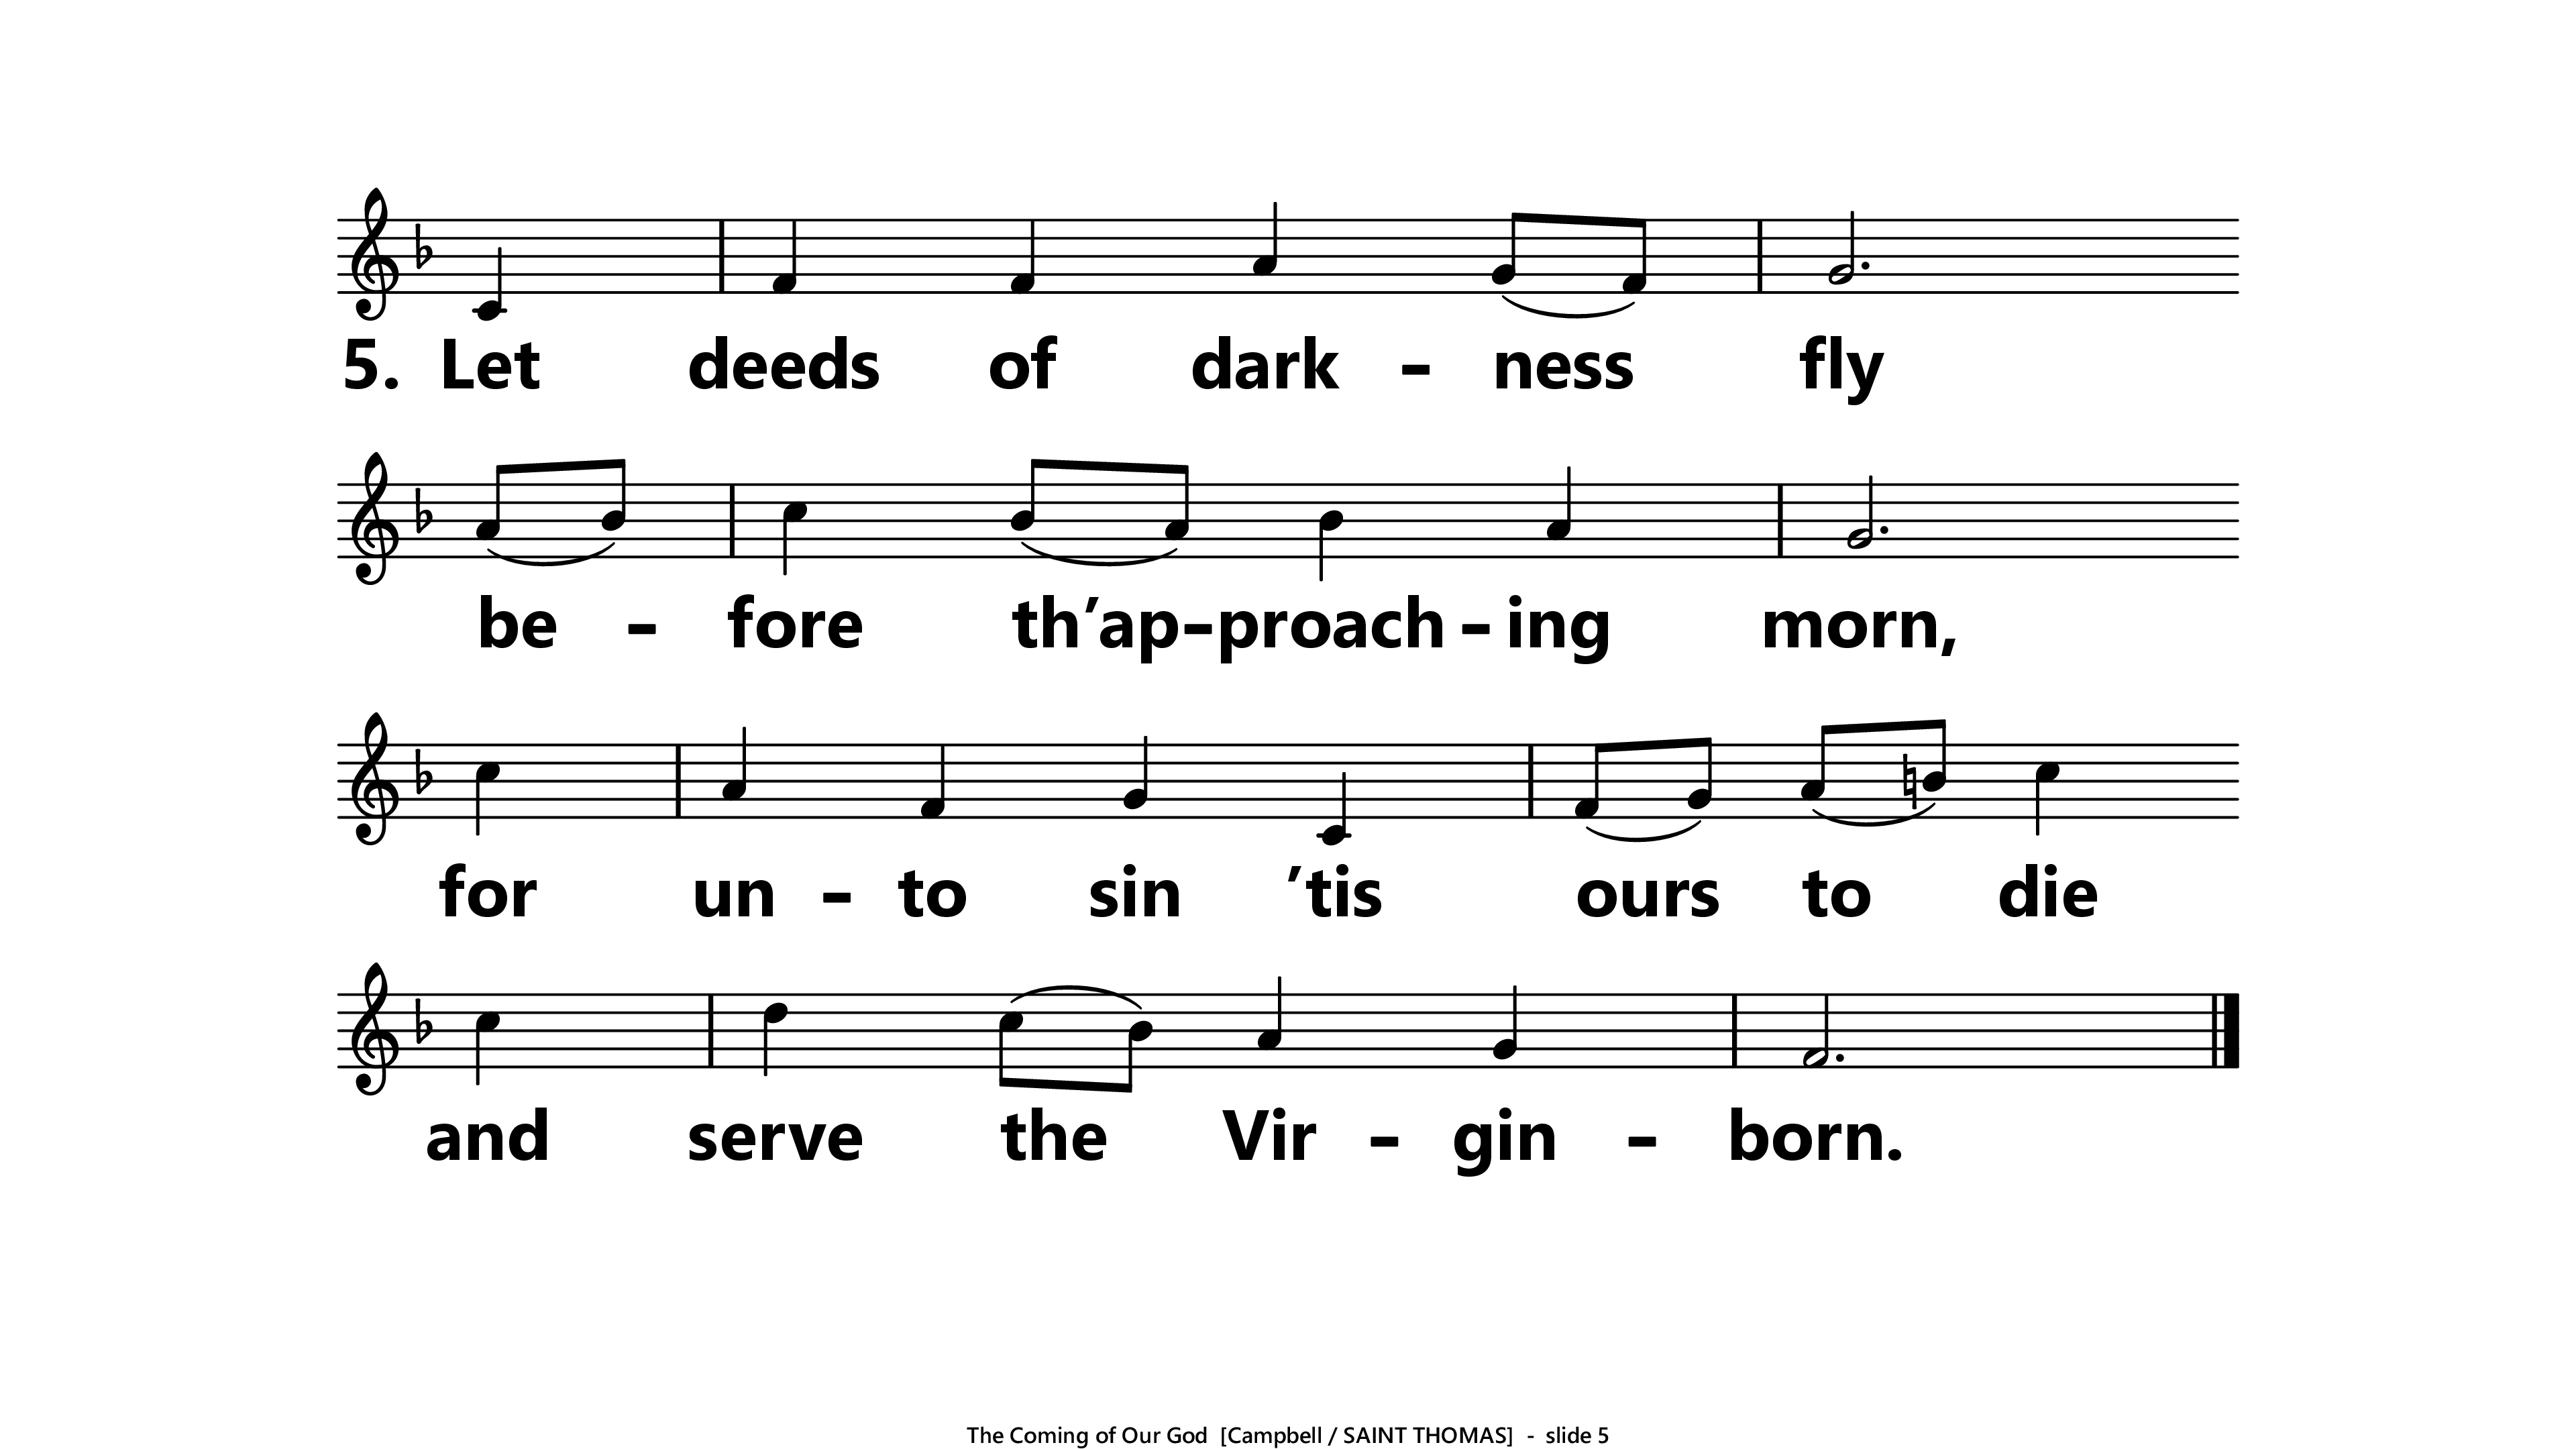 5. Let deeds of dark - ness fly
be - fore th’ap-proach - ing morn,
for un - to sin ’tis ours to die
and serve the Vir - gin - born.
The Coming of Our God [Campbell / SAINT THOMAS] - slide 5